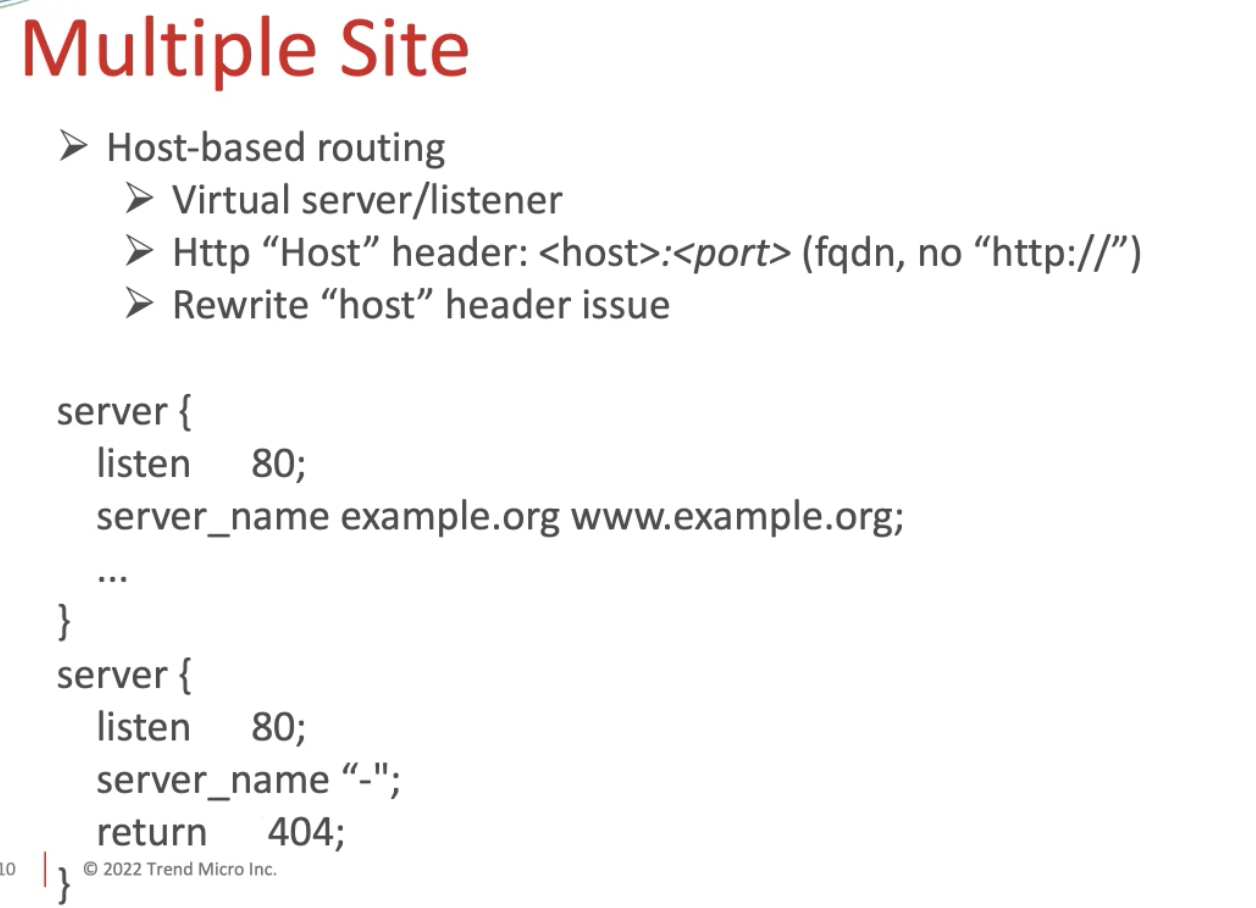 Multiple Site
➢ Host-based routing
➢ Virtual server/listener
➢ Http “Host” header: <host>:<port> (fqdn, no “http://”)
➢ Rewrite “host” header issue
server {
listen 80;
server_name example.org www.example.org;
...
}
server {
listen 80;
server_name “-";
return 404;
10 © 2022 Trend Micro Inc.
}